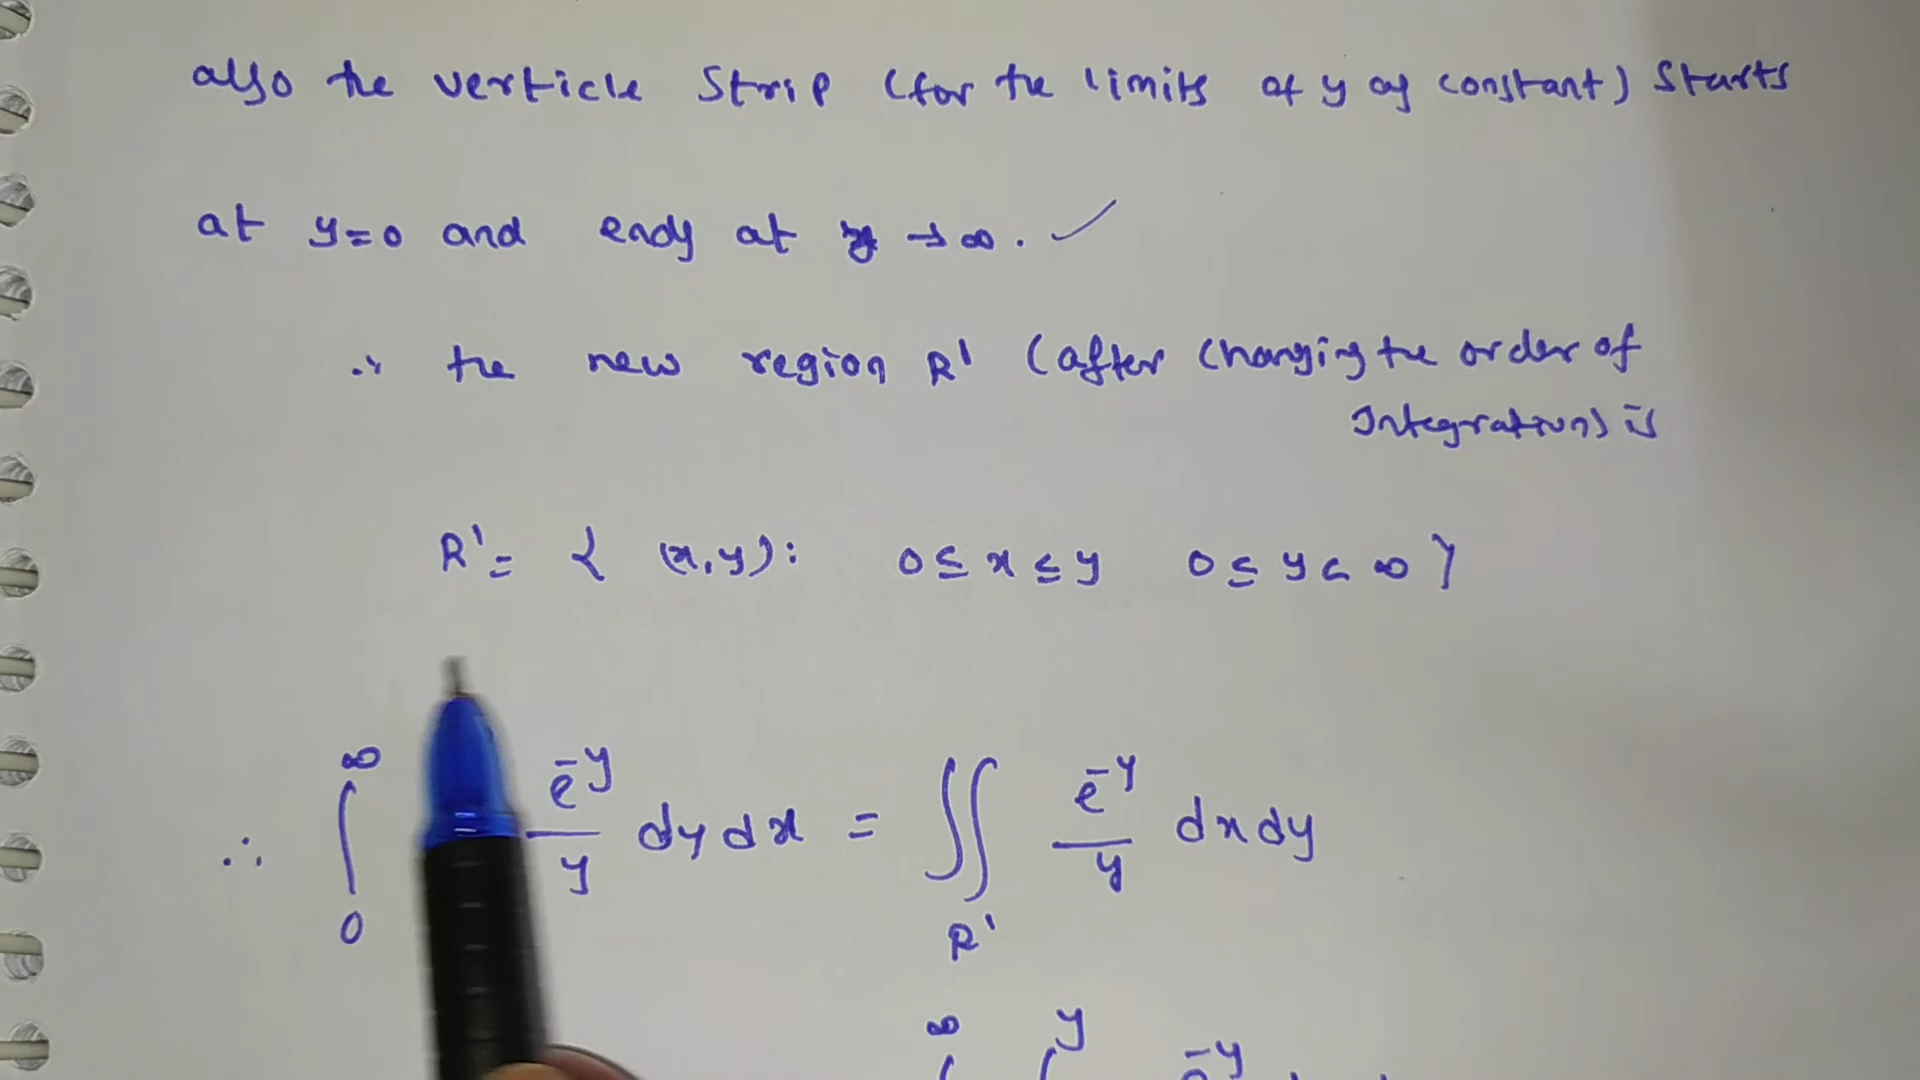 also the verticle Strip (for the limits of y as constant) Starts
at y=0 and ends at y → ∞. ✓
∴ the new region R' (after Changing the order of
Integration) is
R' = { (x,y): 0 ≤ x ≤ y 0 ≤ y < ∞ }
∴ ∫₀^∞ e^-y / y dy dx = ∬_R' e^-y / y dx dy
∞ y -y